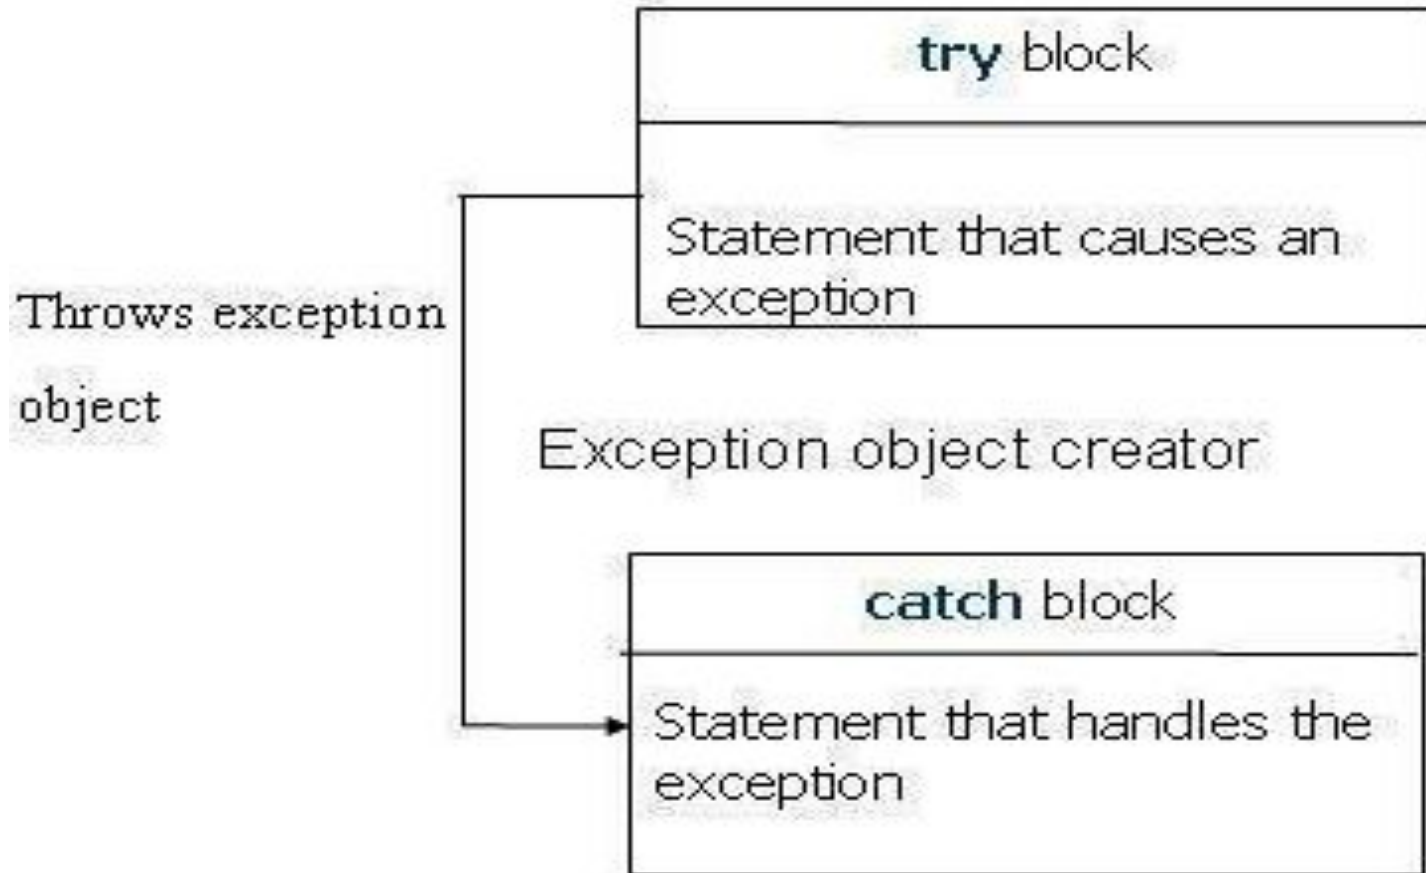 try block
Statement that causes an
exception
Throws exception
object
Exception object creator
catch block
Statement that handles the
exception